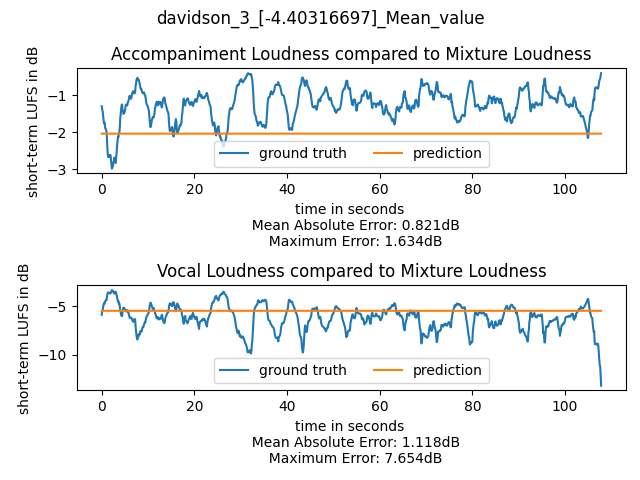 davidson_3_[-4.40316697]_Mean_value
Accompaniment Loudness compared to Mixture Loudness
short-term LUFS in dB
−1
−2
−3
ground truth prediction
0 20 40 60 80 100
time in seconds
Mean Absolute Error: 0.821dB
Maximum Error: 1.634dB
Vocal Loudness compared to Mixture Loudness
short-term LUFS in dB
−5
−10
ground truth prediction
0 20 40 60 80 100
time in seconds
Mean Absolute Error: 1.118dB
Maximum Error: 7.654dB